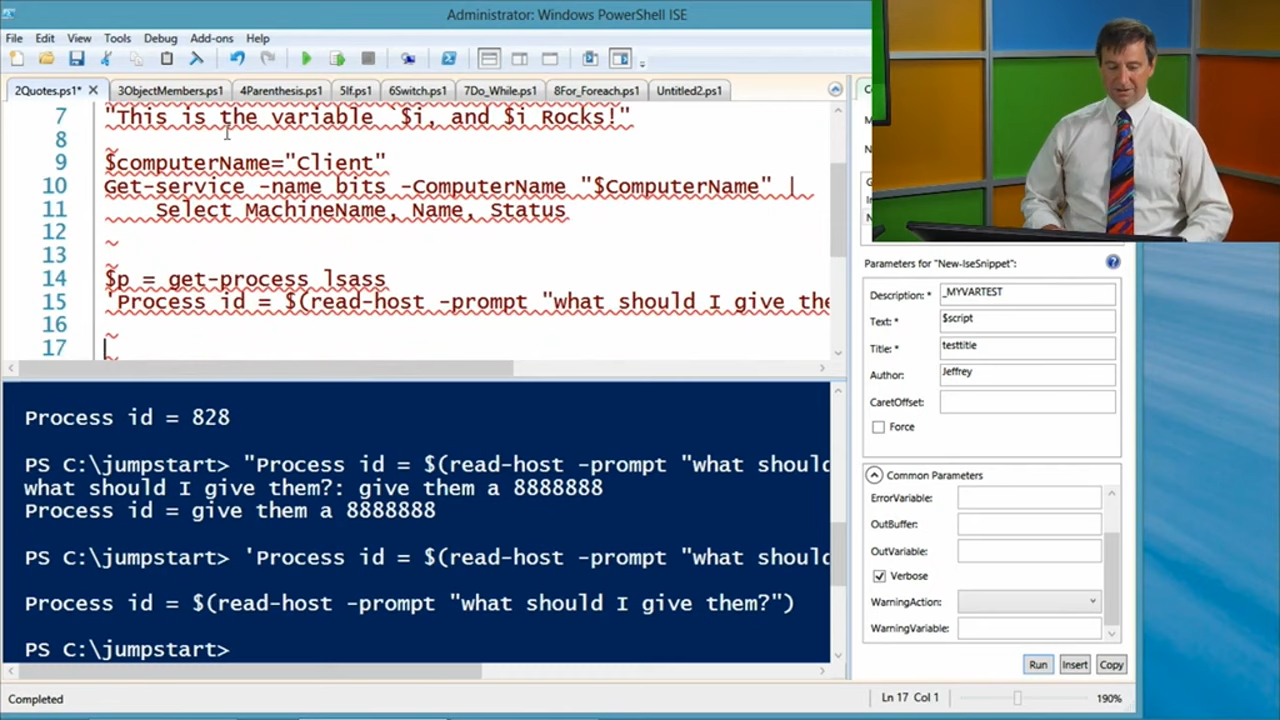 Administrator: Windows PowerShell ISE
File Edit View Tools Debug Add-ons Help
2Quotes.ps1* 3ObjectMembers.ps1 4Parenthesis.ps1 5If.ps1 6Switch.ps1 7Do_While.ps1 8For_Foreach.ps1 Untitled2.ps1
7 "This is the variable `$i, and $i Rocks!"
8
9 $computerName="Client"
10 Get-service -name bits -ComputerName "$ComputerName" |
11 Select MachineName, Name, Status
12
13
14 $p = get-process lsass
15 'Process id = $(read-host -prompt "what should I give the
16
17
Process id = 828
PS C:\jumpstart> "Process id = $(read-host -prompt "what shoul
what should I give them?: give them a 8888888
Process id = give them a 8888888
PS C:\jumpstart> 'Process id = $(read-host -prompt "what shoul
Process id = $(read-host -prompt "what should I give them?")
PS C:\jumpstart>
Completed
Ln 17 Col 1
190%
Parameters for "New-IseSnippet":
Description: * _MYVARTEST
Text: * $script
Title: * testtitle
Author: * Jeffrey
CaretOffset:
Force
Common Parameters
ErrorVariable:
OutBuffer:
OutVariable:
Verbose
WarningAction:
WarningVariable:
Run Insert Copy